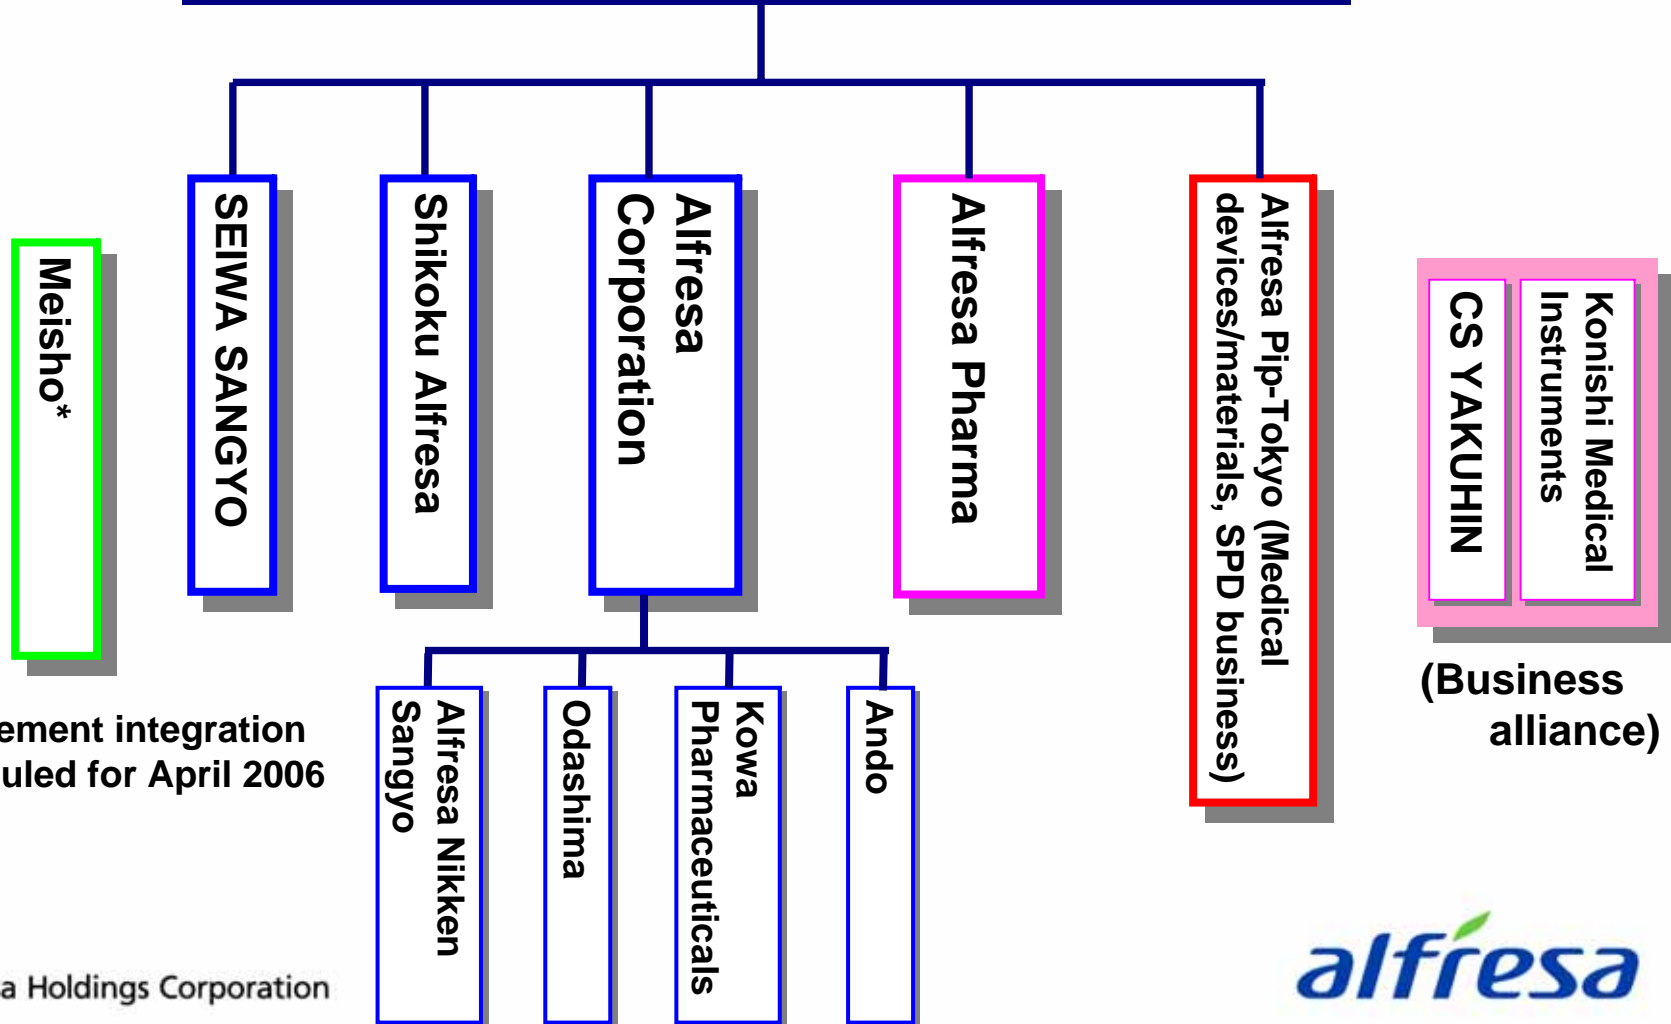 Meisho*
SEIWA SANGYO
Shikoku Alfresa
Alfresa
Corporation
Alfresa Pharma
Alfresa Pip-Tokyo (Medical
devices/materials, SPD business)
Konishi Medical
Instruments
CS YAKUHIN
(Business
alliance)
ement integration
uled for April 2006
Alfresa Nikken
Sangyo
Odashima
Kowa
Pharmaceuticals
Ando
a Holdings Corporation
alfresa